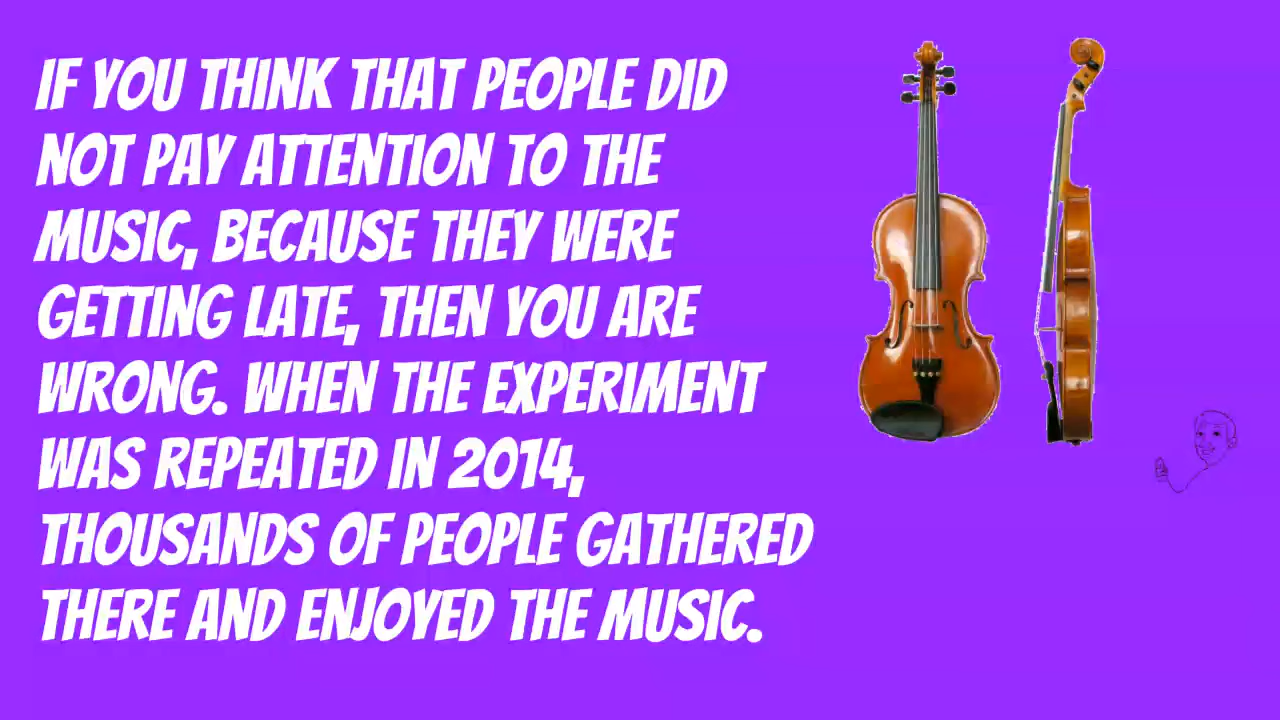 IF YOU THINK THAT PEOPLE DID
NOT PAY ATTENTION TO THE
MUSIC, BECAUSE THEY WERE
GETTING LATE, THEN YOU ARE
WRONG. WHEN THE EXPERIMENT
WAS REPEATED IN 2014,
THOUSANDS OF PEOPLE GATHERED
THERE AND ENJOYED THE MUSIC.